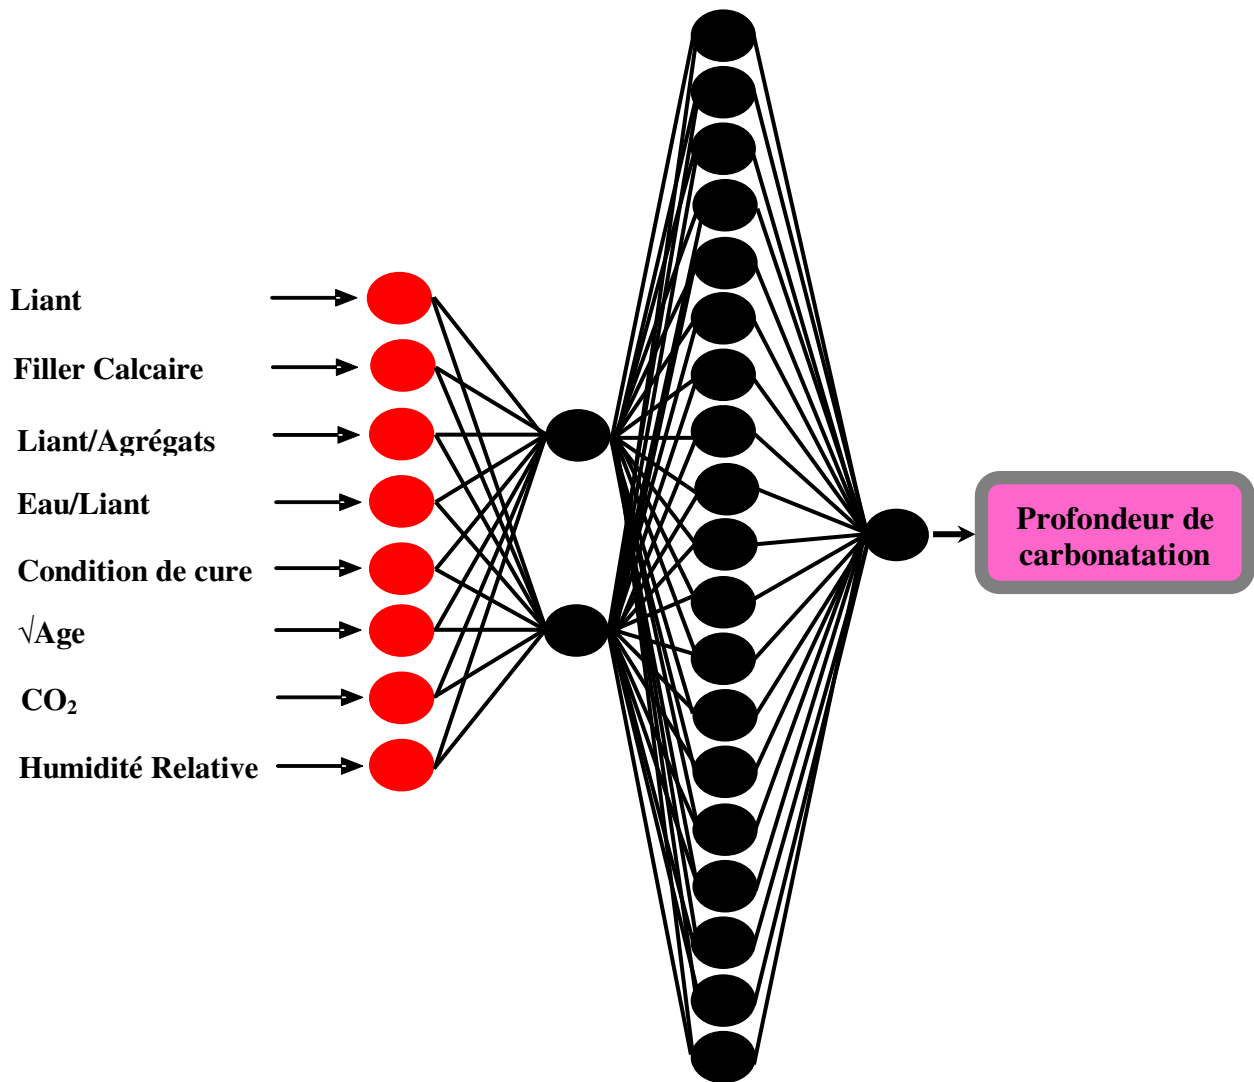 Liant
Filler Calcaire
Liant/Agrégats
Eau/Liant
Condition de cure
√Age
CO₂
Humidité Relative
Profondeur de
carbonatation